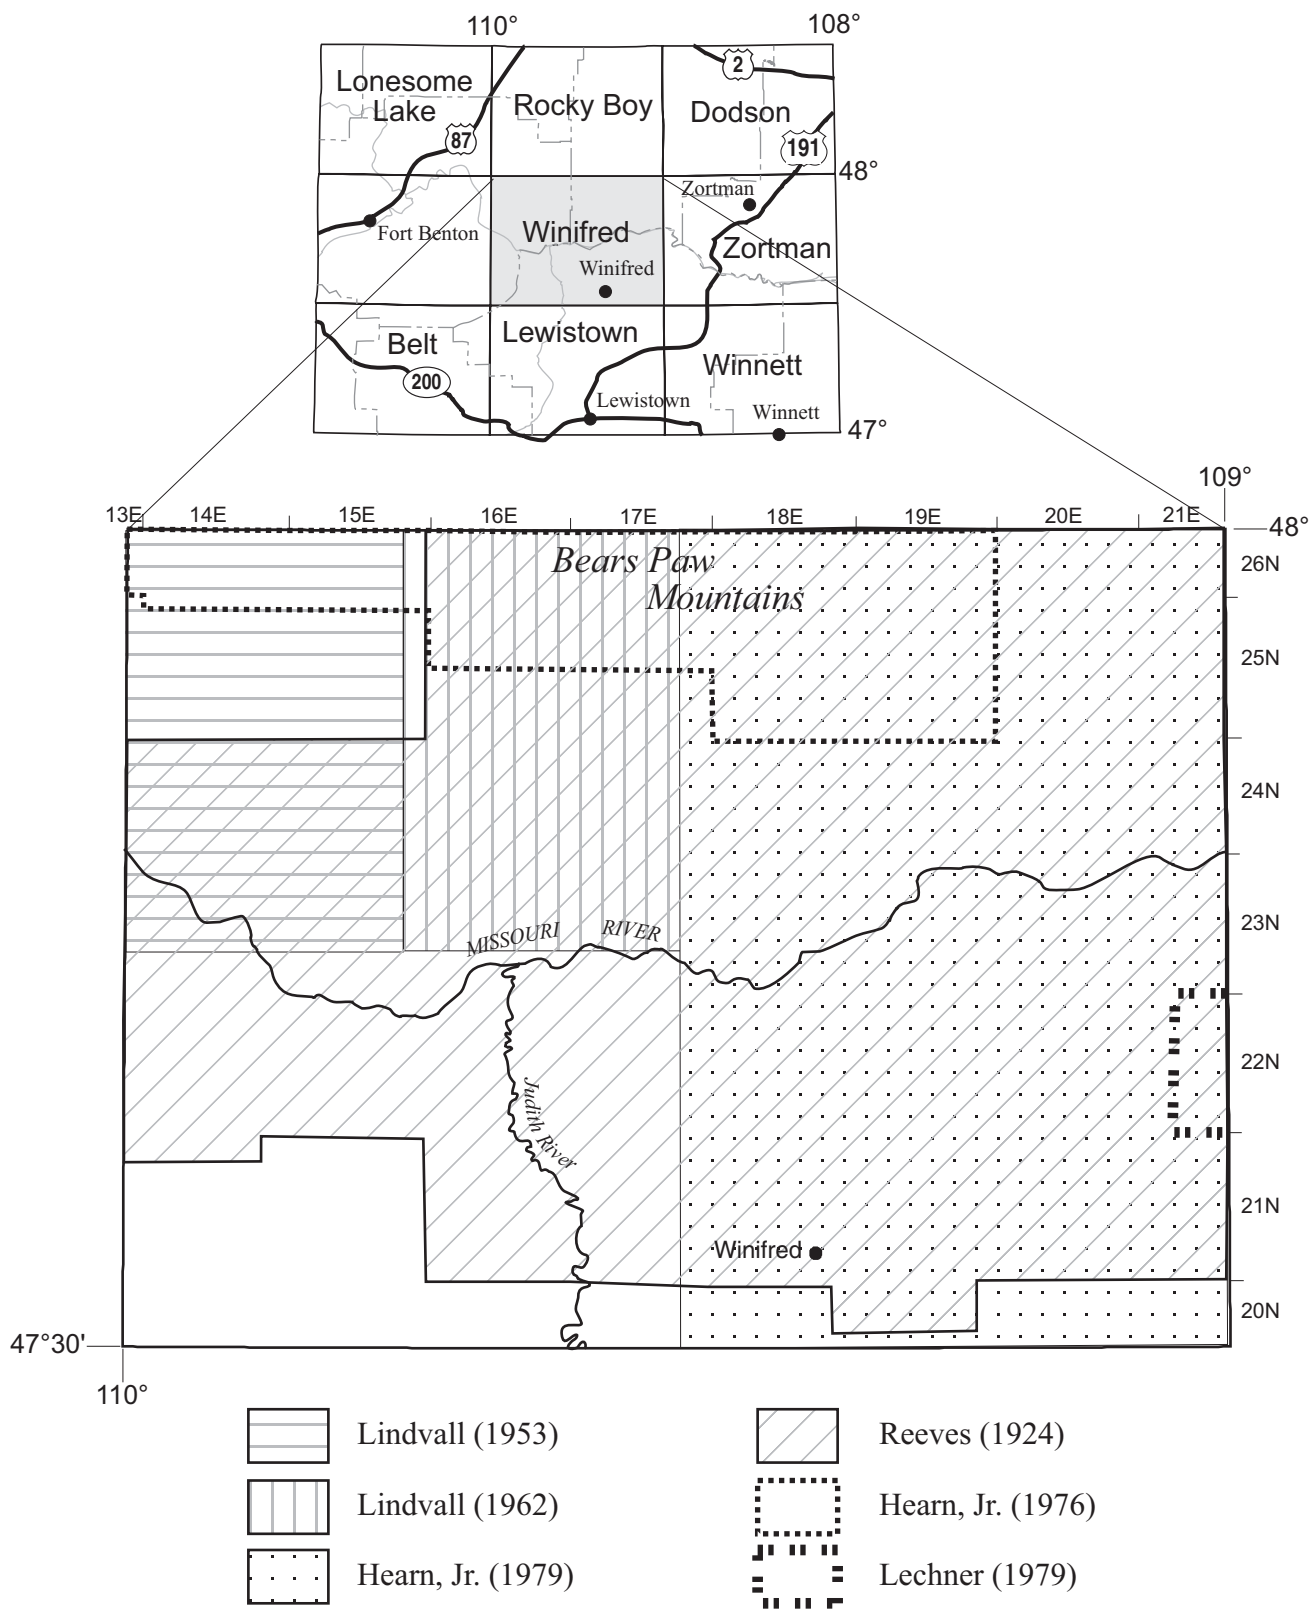 110°
108°
2
Lonesome
Lake
Rocky Boy
Dodson
87
191
48°
Zortman
Fort Benton
Winifred
Zortman
Winifred
Lewistown
Belt
Winnett
200
Lewistown
Winnett
47°
109°
13E 14E 15E 16E 17E 18E 19E 20E 21E
48°
Bears Paw
Mountains
26N
25N
24N
23N
MISSOURI RIVER
22N
Judith River
21N
Winifred
20N
47°30'
110°
Lindvall (1953)
Reeves (1924)
Lindvall (1962)
Hearn, Jr. (1976)
Hearn, Jr. (1979)
Lechner (1979)